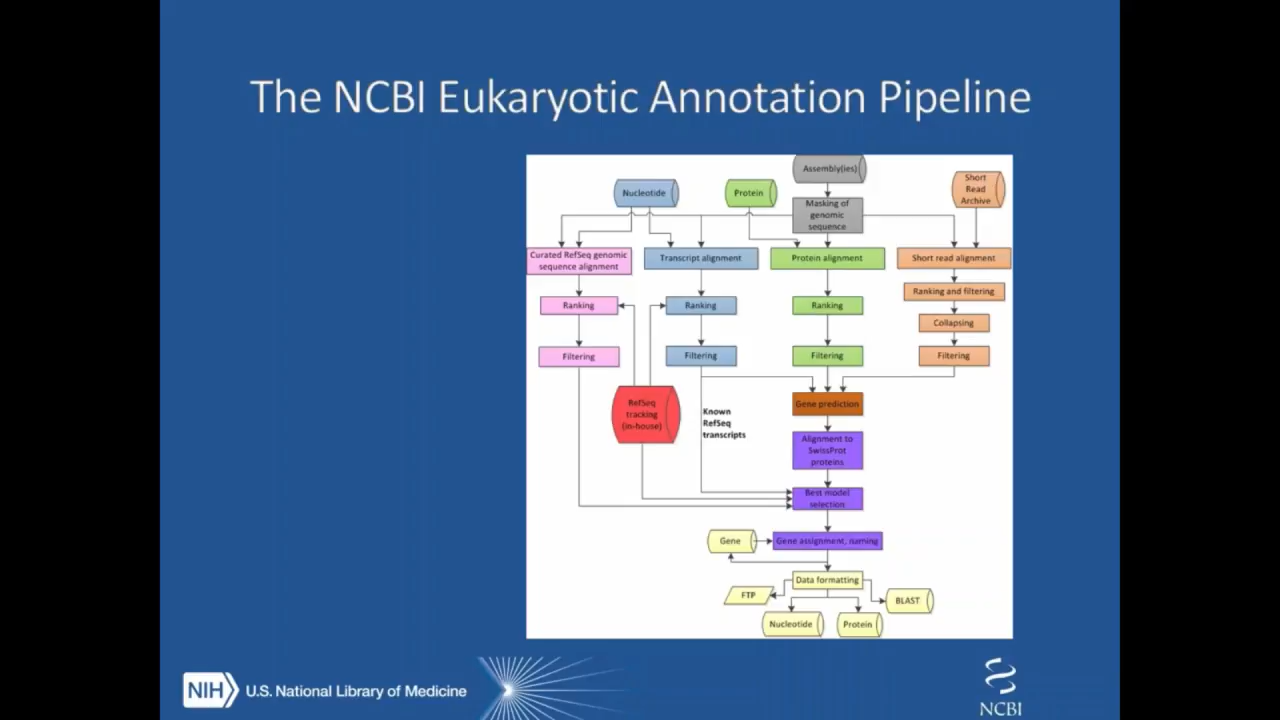 The NCBI Eukaryotic Annotation Pipeline
Assembly(ies)
Short
Read
Archive
Nucleotide
Protein
Masking of
genomic
sequence
Curated RefSeq genomic
sequence alignment
Transcript alignment
Protein alignment
Short read alignment
Ranking and filtering
Ranking
Ranking
Ranking
Collapsing
Filtering
Filtering
Filtering
Filtering
RefSeq
tracking
(in-house)
Known
RefSeq
transcripts
Gene prediction
Alignment to
SwissProt
proteins
Best model
selection
Gene
Gene assignment, naming
Data formatting
FTP
BLAST
Nucleotide
Protein
NIH
U.S. National Library of Medicine
NCBI